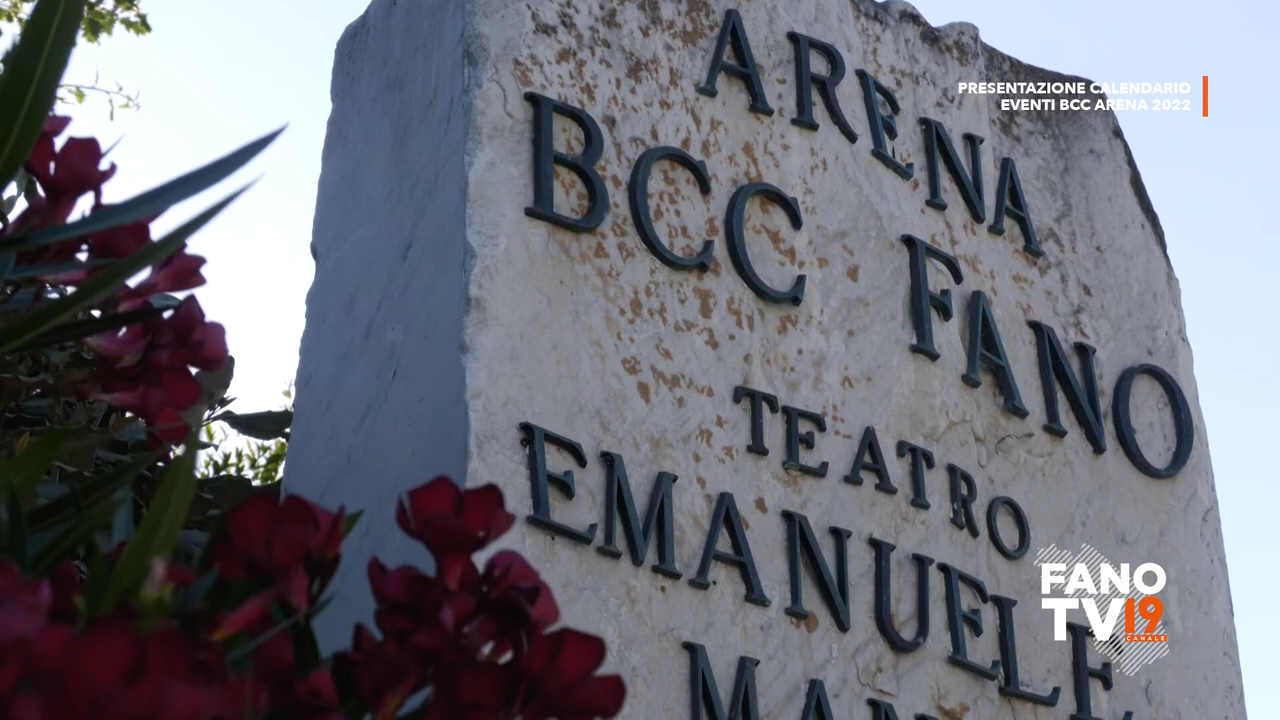 PRESENTAZIONE CALENDARIO
EVENTI BCC ARENA 2022
ARENA
BCC FANO
TEATRO
EMANUELE
FANO
TV19
CANALE